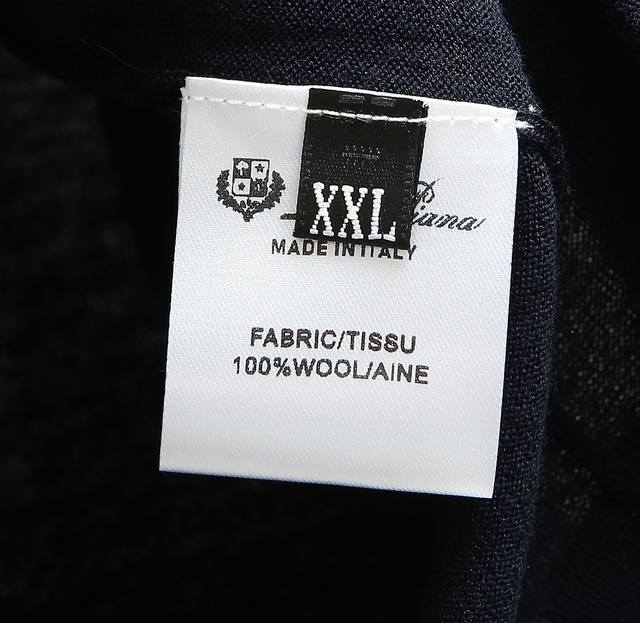 XXL
MADE IN ITALY
FABRIC/TISSU
100%WOOL/AINE